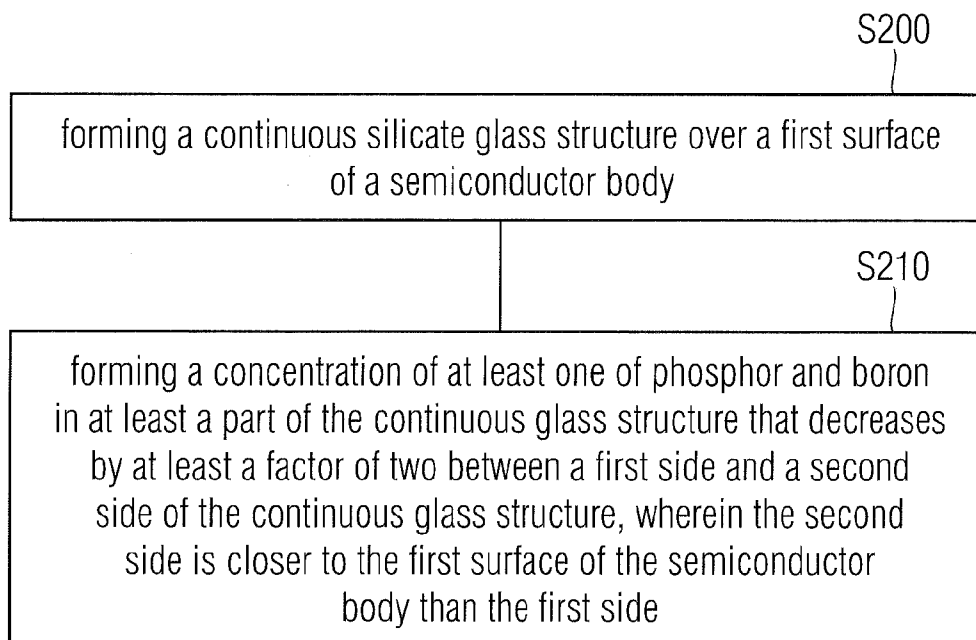 S200
forming a continuous silicate glass structure over a first surface
of a semiconductor body
S210
forming a concentration of at least one of phosphor and boron
in at least a part of the continuous glass structure that decreases
by at least a factor of two between a first side and a second
side of the continuous glass structure, wherein the second
side is closer to the first surface of the semiconductor
body than the first side